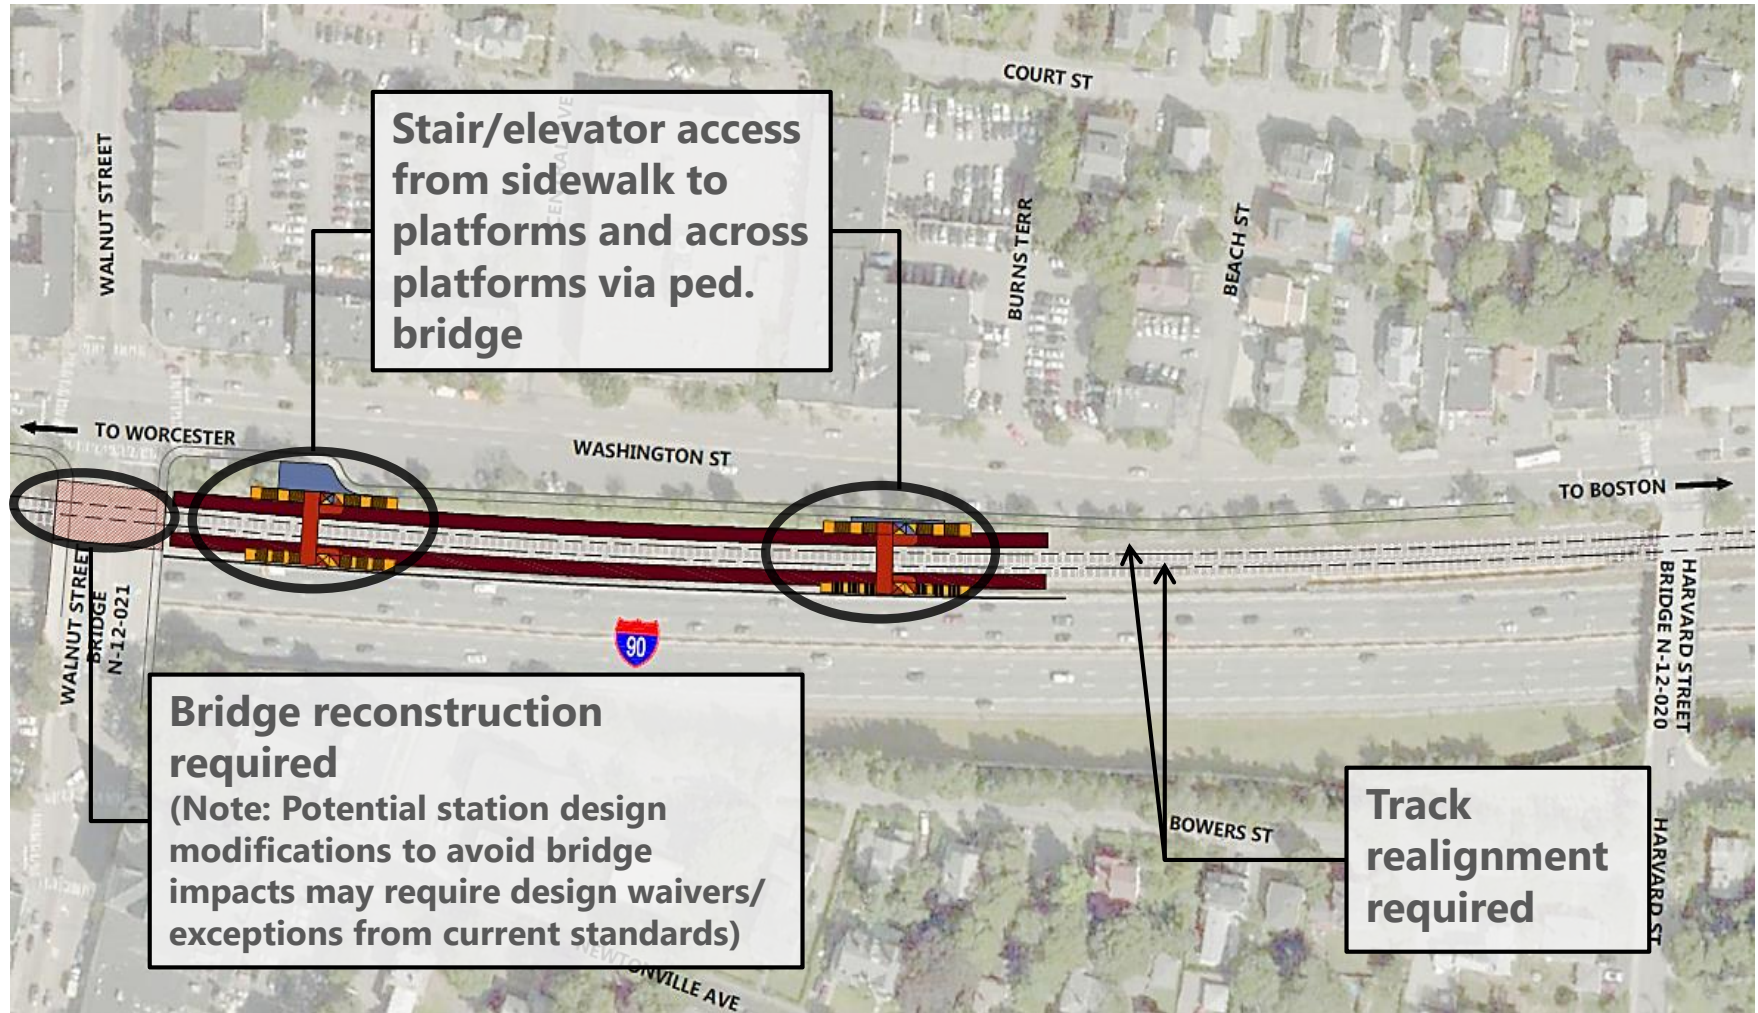 COURT ST
WALNUT STREET
CENTRAL AVE
Stair/elevator access
from sidewalk to
platforms and across
platforms via ped.
bridge
BURNS TERR
BEACH ST
TO WORCESTER
WASHINGTON ST
TO BOSTON
WALNUT STREET
BRIDGE
N-12-021
90
HARVARD STREET
BRIDGE N-12-020
Bridge reconstruction
required
(Note: Potential station design
modifications to avoid bridge
impacts may require design waivers/
exceptions from current standards)
BOWERS ST
Track
realignment
required
HARVARD ST
NEWTONVILLE AVE